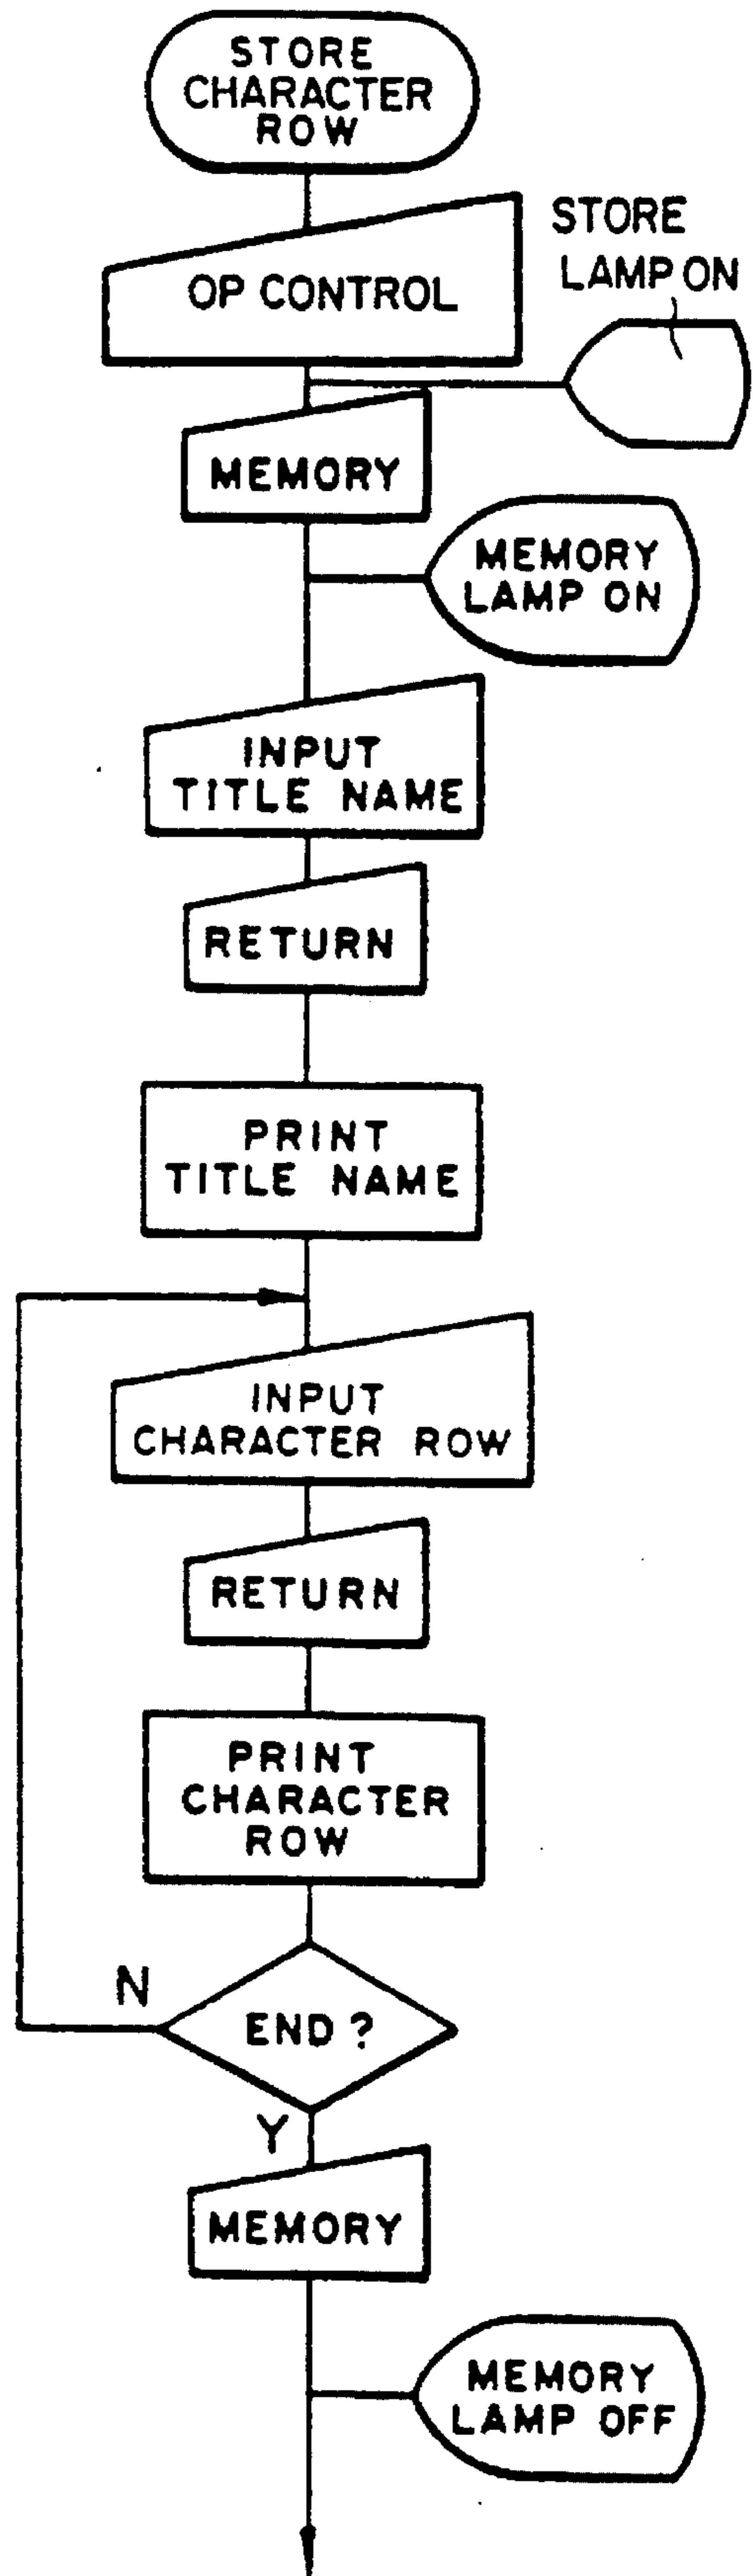 STORE
CHARACTER
ROW
OP CONTROL
STORE
LAMP ON
MEMORY
MEMORY
LAMP ON
INPUT
TITLE NAME
RETURN
PRINT
TITLE NAME
INPUT
CHARACTER ROW
RETURN
PRINT
CHARACTER
ROW
N
END ?
Y
MEMORY
MEMORY
LAMP OFF